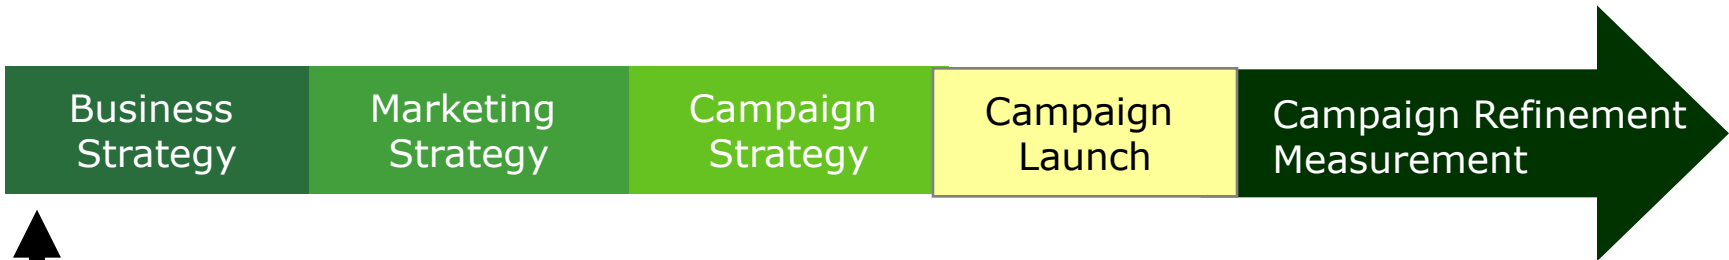 Business
Strategy
Marketing
Strategy
Campaign
Strategy
Campaign
Launch
Campaign Refinement
Measurement